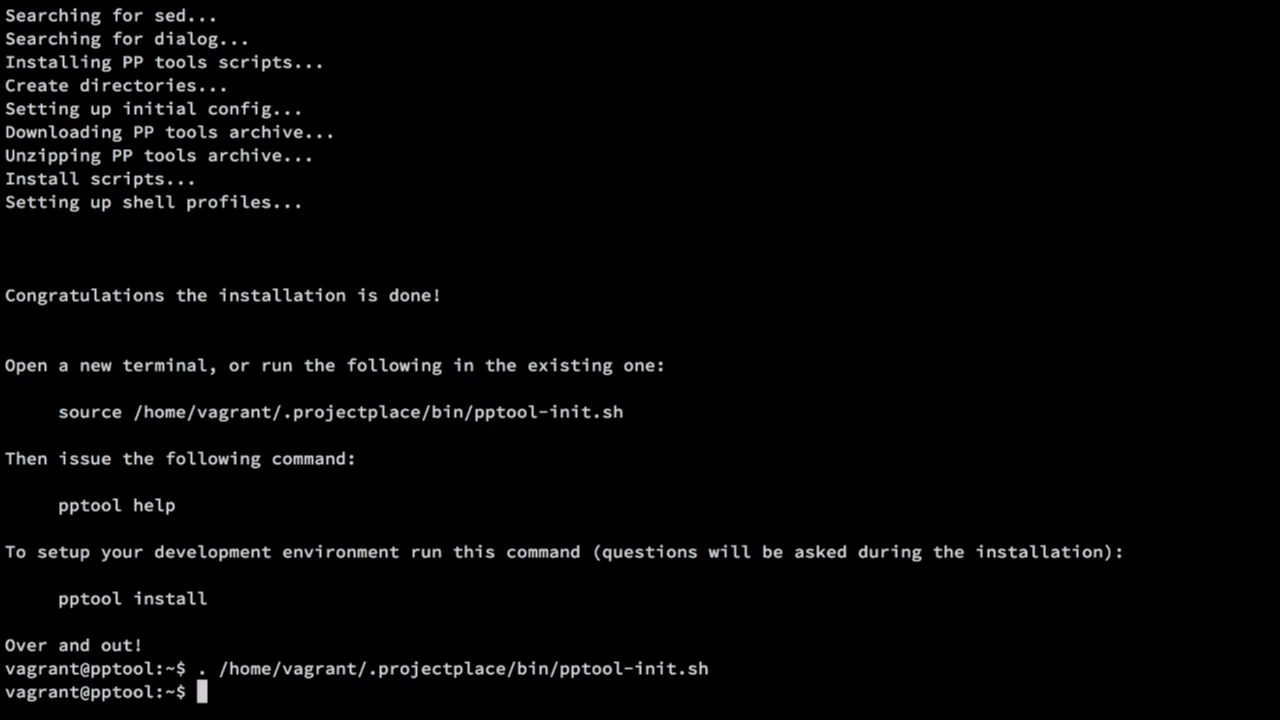 Searching for sed...
Searching for dialog...
Installing PP tools scripts...
Create directories...
Setting up initial config...
Downloading PP tools archive...
Unzipping PP tools archive...
Install scripts...
Setting up shell profiles...
Congratulations the installation is done!
Open a new terminal, or run the following in the existing one:
source /home/vagrant/.projectplace/bin/pptool-init.sh
Then issue the following command:
pptool help
To setup your development environment run this command (questions will be asked during the installation):
pptool install
Over and out!
vagrant@pptool:~$ . /home/vagrant/.projectplace/bin/pptool-init.sh
vagrant@pptool:~$